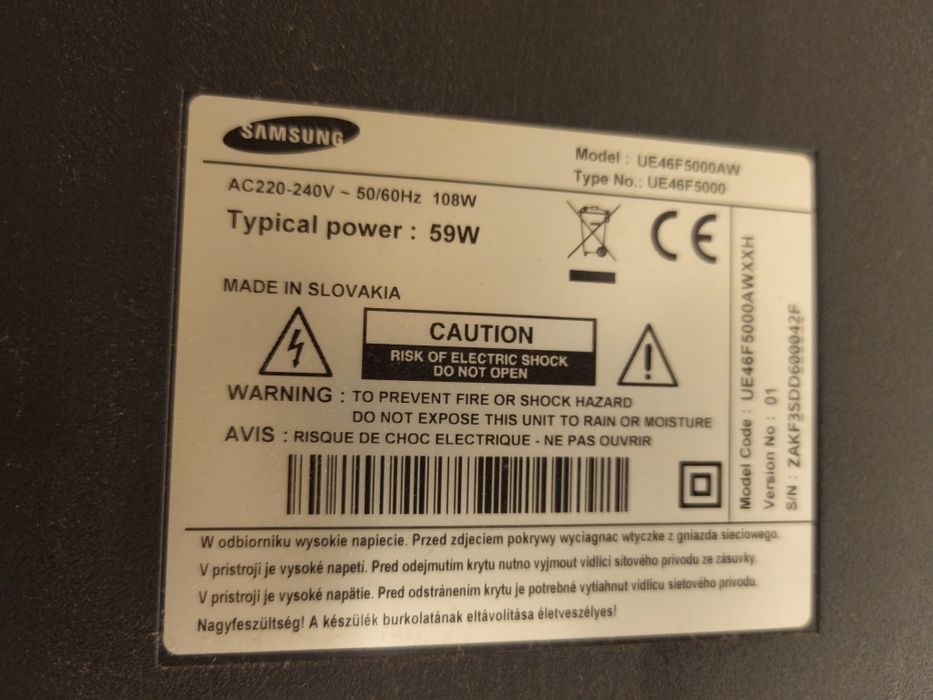 SAMSUNG
Model : UE46F5000AW
Type No.: UE46F5000
AC220-240V ~ 50/60Hz 108W
Typical power : 59W
MADE IN SLOVAKIA
CAUTION
RISK OF ELECTRIC SHOCK
DO NOT OPEN
WARNING : TO PREVENT FIRE OR SHOCK HAZARD
DO NOT EXPOSE THIS UNIT TO RAIN OR MOISTURE
AVIS : RISQUE DE CHOC ELECTRIQUE - NE PAS OUVRIR
Model Code : UE46F5000AWXXH
Version No : 01
S/N : ZAKF3SDD600042F
W odbiorniku wysokie napiecie. Przed zdjeciem pokrywy wyciagnac wtyczke z gniazda sieciowego.
V pristroji je vysoké napetí. Pred odejmutim krytu nutno vyjmout vidlici sítového prívodu ze zásuvky.
V prístroji je vysoké napätie. Pred odstránením krytu je potrebné vytiahnut vidlicu sietového prívodu.
Nagyfeszültség! A készülék burkolatának eltávolítása életveszélyes!